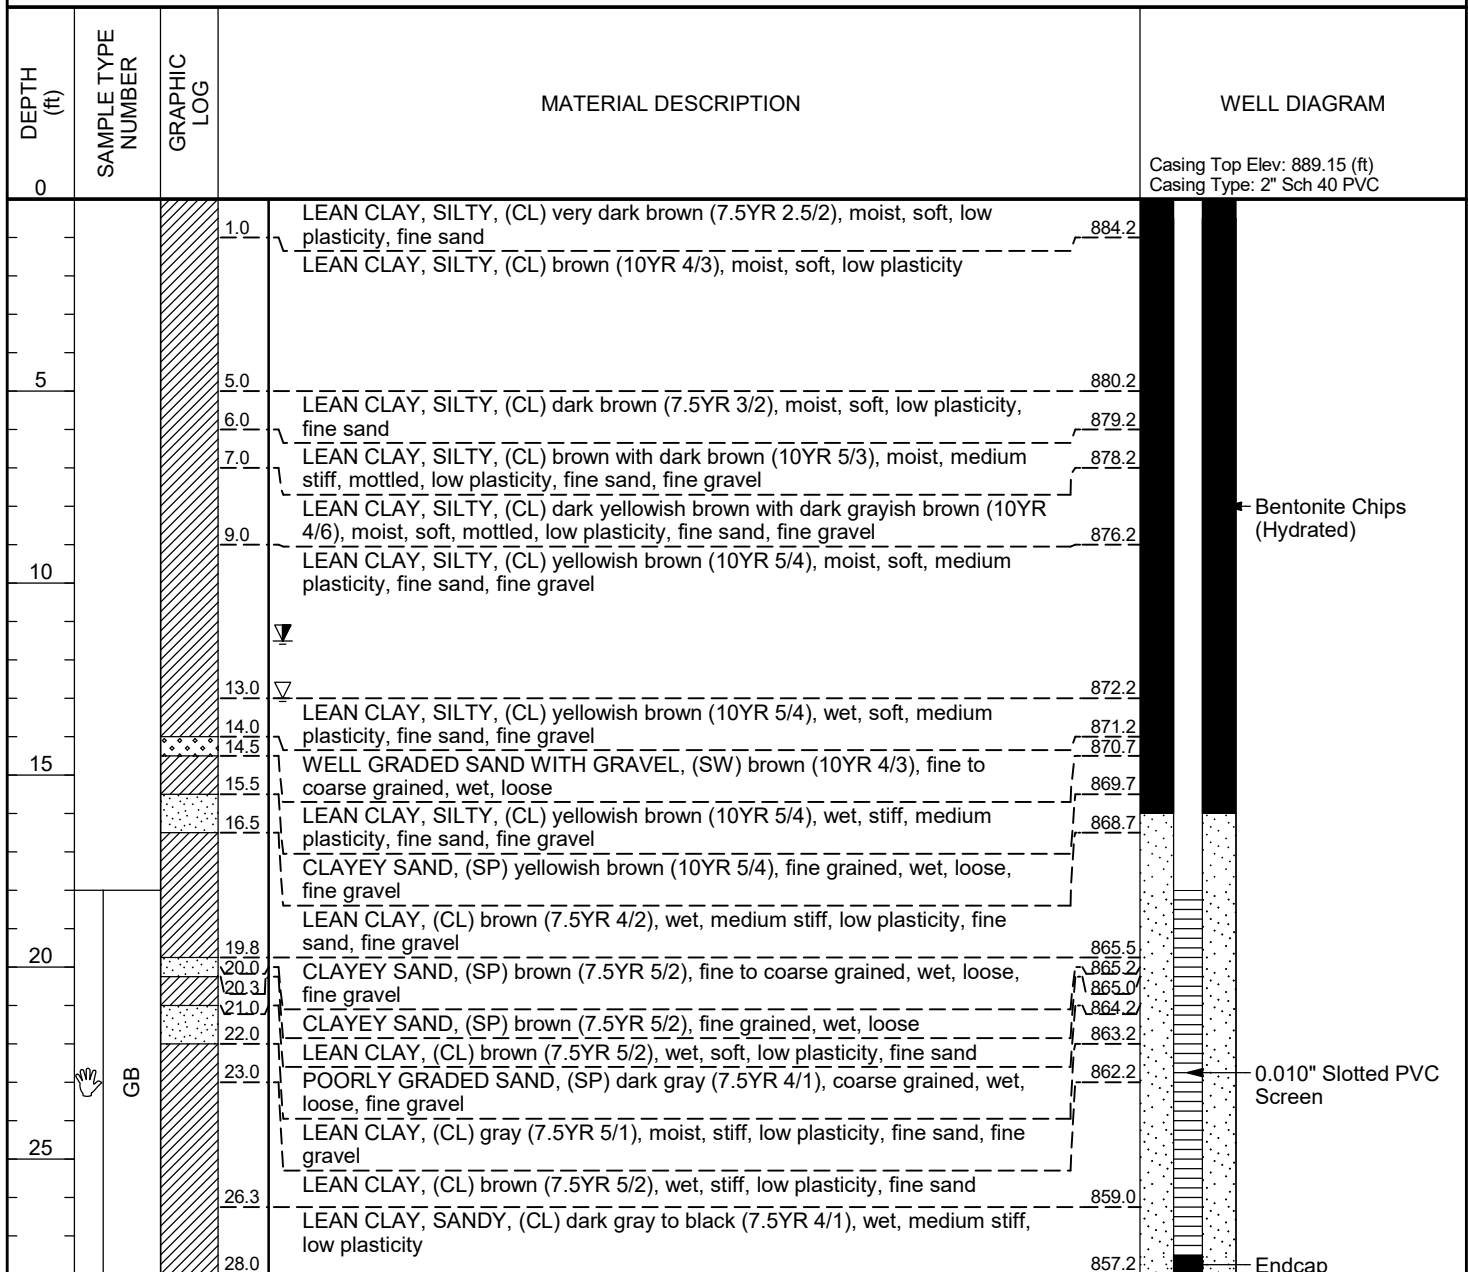 DEPTH
(ft)
SAMPLE TYPE
NUMBER
GRAPHIC
LOG
MATERIAL DESCRIPTION
WELL DIAGRAM
Casing Top Elev: 889.15 (ft)
Casing Type: 2" Sch 40 PVC
0
LEAN CLAY, SILTY, (CL) very dark brown (7.5YR 2.5/2), moist, soft, low
1.0 plasticity, fine sand 884.2
LEAN CLAY, SILTY, (CL) brown (10YR 4/3), moist, soft, low plasticity
5 5.0 880.2
LEAN CLAY, SILTY, (CL) dark brown (7.5YR 3/2), moist, soft, low plasticity,
6.0 fine sand 879.2
7.0 LEAN CLAY, SILTY, (CL) brown with dark brown (10YR 5/3), moist, medium 878.2
stiff, mottled, low plasticity, fine sand, fine gravel
LEAN CLAY, SILTY, (CL) dark yellowish brown with dark grayish brown (10YR
Bentonite Chips
(Hydrated)
9.0 4/6), moist, soft, mottled, low plasticity, fine sand, fine gravel 876.2
LEAN CLAY, SILTY, (CL) yellowish brown (10YR 5/4), moist, soft, medium
10 plasticity, fine sand, fine gravel
13.0 872.2
LEAN CLAY, SILTY, (CL) yellowish brown (10YR 5/4), wet, soft, medium
14.0 plasticity, fine sand, fine gravel 871.2
14.5 870.7
15 WELL GRADED SAND WITH GRAVEL, (SW) brown (10YR 4/3), fine to
15.5 coarse grained, wet, loose 869.7
16.5 LEAN CLAY, SILTY, (CL) yellowish brown (10YR 5/4), wet, stiff, medium 868.7
plasticity, fine sand, fine gravel
CLAYEY SAND, (SP) yellowish brown (10YR 5/4), fine grained, wet, loose,
fine gravel
LEAN CLAY, (CL) brown (7.5YR 4/2), wet, medium stiff, low plasticity, fine
19.8 sand, fine gravel 865.5
20 20.0 CLAYEY SAND, (SP) brown (7.5YR 5/2), fine to coarse grained, wet, loose, 865.2
20.3 fine gravel 865.0
21.0 864.2
CLAYEY SAND, (SP) brown (7.5YR 5/2), fine grained, wet, loose
22.0 863.2
LEAN CLAY, (CL) brown (7.5YR 5/2), wet, soft, low plasticity, fine sand
GB
23.0 POORLY GRADED SAND, (SP) dark gray (7.5YR 4/1), coarse grained, wet, 862.2
loose, fine gravel
0.010" Slotted PVC
Screen
LEAN CLAY, (CL) gray (7.5YR 5/1), moist, stiff, low plasticity, fine sand, fine
25 gravel
LEAN CLAY, (CL) brown (7.5YR 5/2), wet, stiff, low plasticity, fine sand
26.3 859.0
LEAN CLAY, SANDY, (CL) dark gray to black (7.5YR 4/1), wet, medium stiff,
low plasticity
28.0 857.2
Endcap